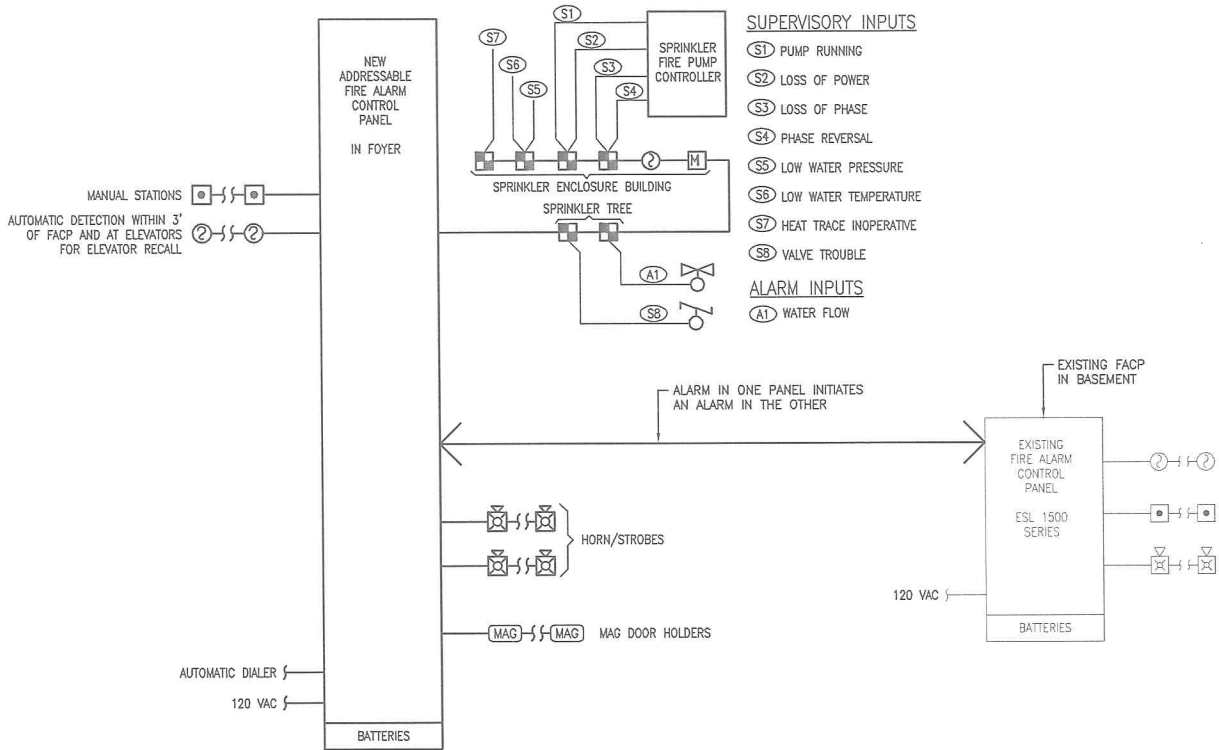 NEW
ADDRESSABLE
FIRE ALARM
CONTROL
PANEL
IN FOYER
MANUAL STATIONS
AUTOMATIC DETECTION WITHIN 3'
OF FACP AND AT ELEVATORS
FOR ELEVATOR RECALL
AUTOMATIC DIALER
120 VAC
BATTERIES
S7
S6
S5
S1
S2
S3
S4
SPRINKLER
FIRE PUMP
CONTROLLER
M
SPRINKLER ENCLOSURE BUILDING
SPRINKLER TREE
A1
S8
SUPERVISORY INPUTS
S1 PUMP RUNNING
S2 LOSS OF POWER
S3 LOSS OF PHASE
S4 PHASE REVERSAL
S5 LOW WATER PRESSURE
S6 LOW WATER TEMPERATURE
S7 HEAT TRACE INOPERATIVE
S8 VALVE TROUBLE
ALARM INPUTS
A1 WATER FLOW
ALARM IN ONE PANEL INITIATES
AN ALARM IN THE OTHER
EXISTING FACP
IN BASEMENT
EXISTING
FIRE ALARM
CONTROL
PANEL
ESL 1500
SERIES
120 VAC
BATTERIES
HORN/STROBES
MAG MAG MAG DOOR HOLDERS